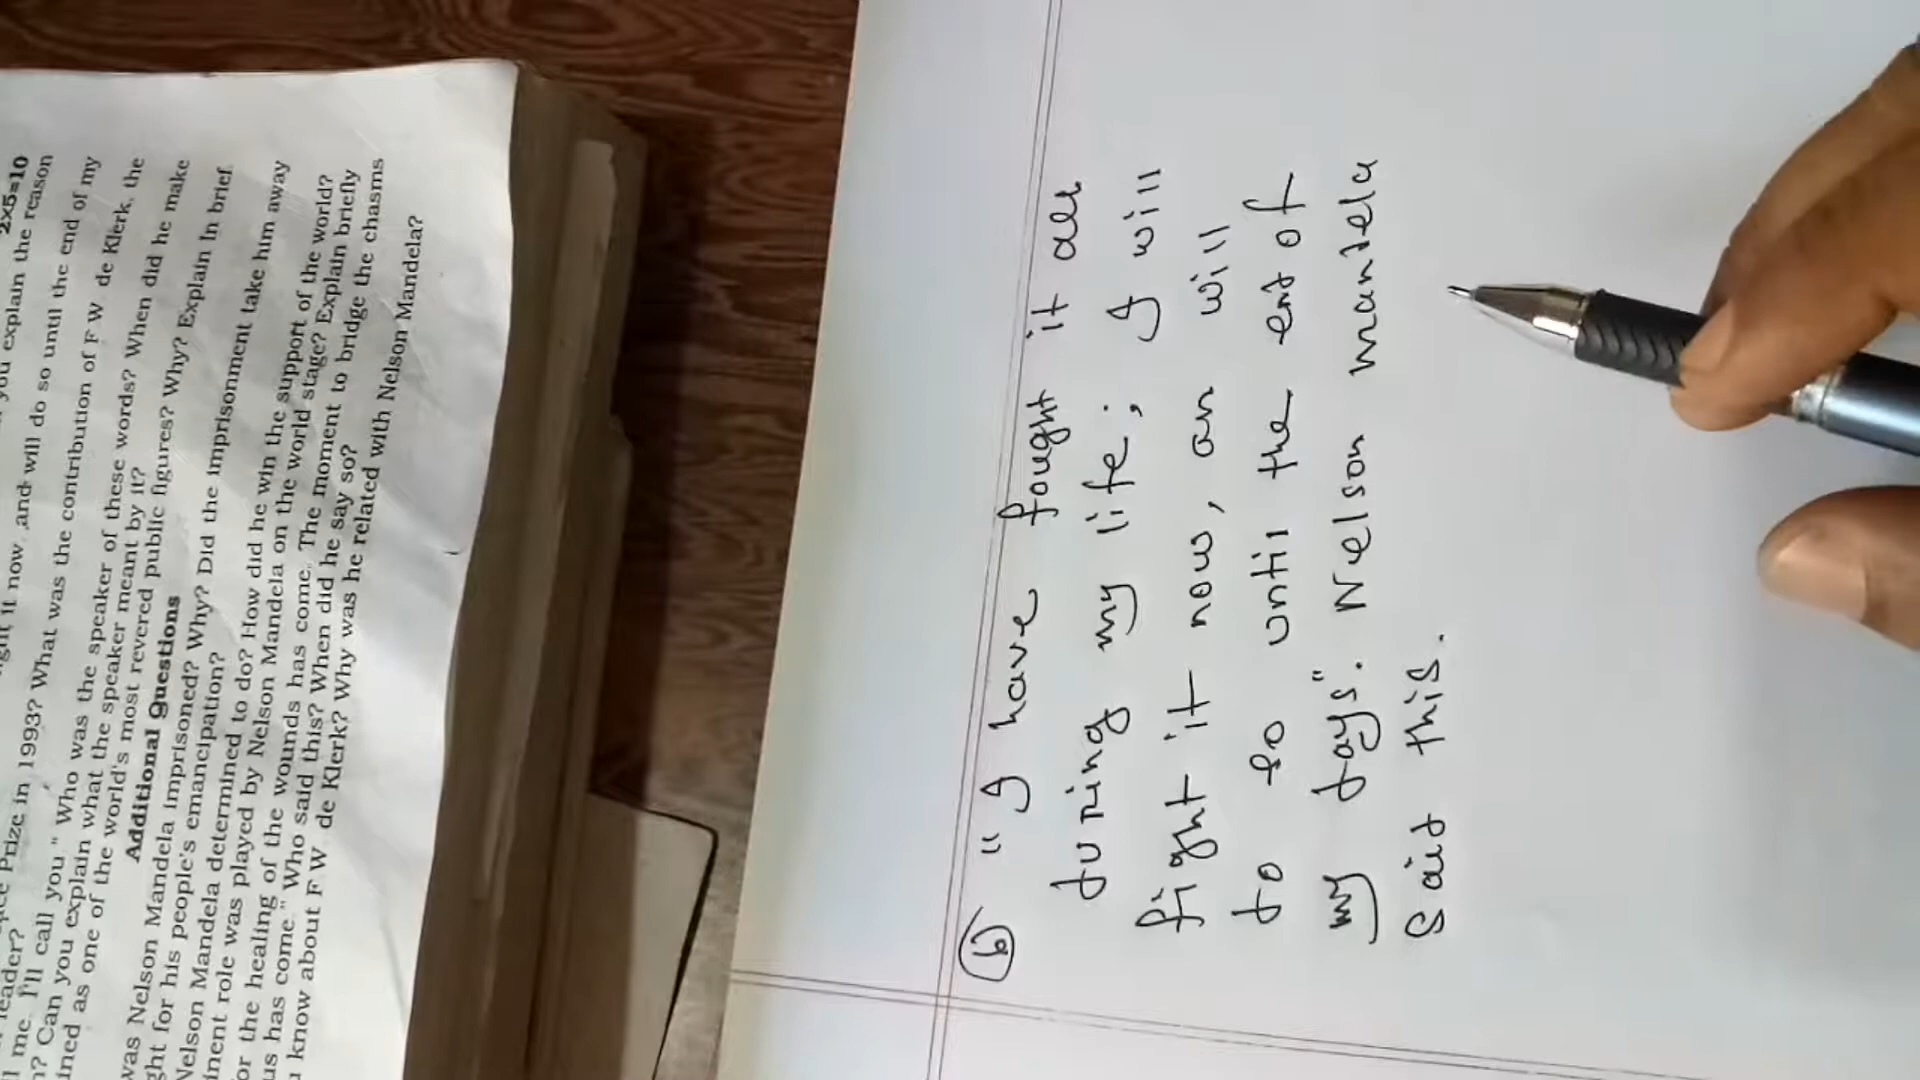 2x5=10
you explain the reason
it now, and will do so until the end of my
Prize in 1993? What was the contribution of F W de Klerk, the
leader?
me. I'll call you." Who was the speaker of these words? When did he make
? Can you explain what the speaker meant by it?
ined as one of the world's most revered public figures? Why? Explain In brief
Additional Questions
was Nelson Mandela imprisoned? Why? Did the imprisonment take him away
ght for his people's emancipation?
Nelson Mandela determined to do? How did he win the support of the world?
inent role was played by Nelson Mandela on the world stage? Explain briefly
or the healing of the wounds has come. The moment to bridge the chasms
us has come." Who said this? When did he say so?
u know about F W de Klerk? Why was he related with Nelson Mandela?
(b) "I have fought it all
during my life; I will
fight it now, an will
do so until the end of
my days". Nelson mandela
Said this.